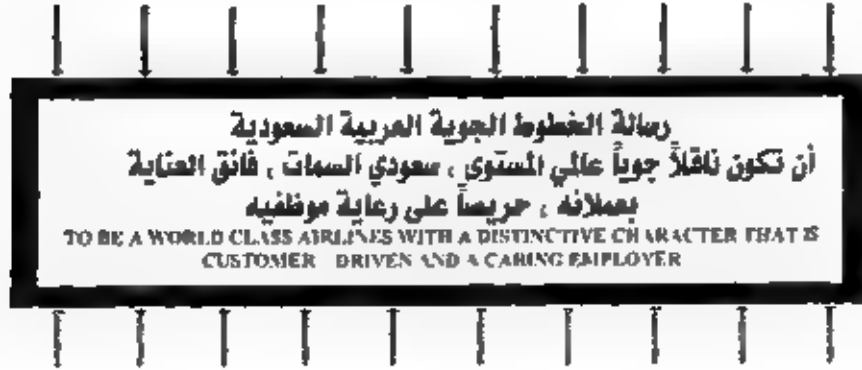 رسالة الخطوط الجوية العربية السعودية
أن تكون ناقلاً جوياً عالمي المستوى ، سعودي السمات ، فائق العناية
بعملائه ، حريصاً على رعاية موظفيه
TO BE A WORLD CLASS AIRLINES WITH A DISTINCTIVE CHARACTER THAT IS
CUSTOMER DRIVEN AND A CARING EMPLOYER